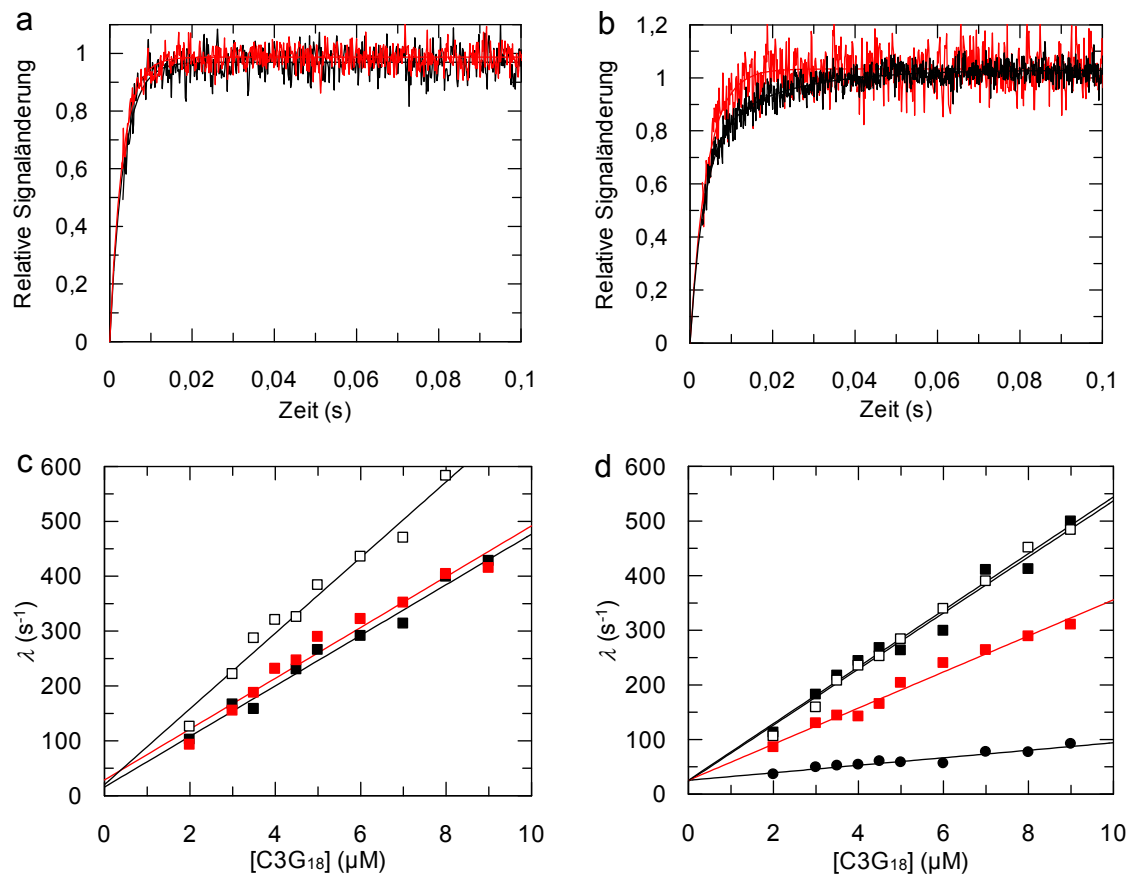 a
Relative Signaländerung
1
0,8
0,6
0,4
0,2
0
0 0,02 0,04 0,06 0,08 0,1
Zeit (s)
b
Relative Signaländerung
1,2
1
0,8
0,6
0,4
0,2
0
0 0,02 0,04 0,06 0,08 0,1
Zeit (s)
c
λ (s⁻¹)
600
500
400
300
200
100
0
0 2 4 6 8 10
[C3G₁₈] (µM)
d
λ (s⁻¹)
600
500
400
300
200
100
0
0 2 4 6 8 10
[C3G₁₈] (µM)